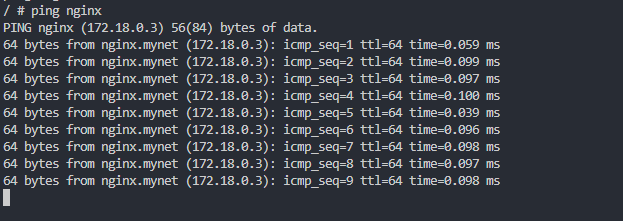 / # ping nginx
PING nginx (172.18.0.3) 56(84) bytes of data.
64 bytes from nginx.mynet (172.18.0.3): icmp_seq=1 ttl=64 time=0.059 ms
64 bytes from nginx.mynet (172.18.0.3): icmp_seq=2 ttl=64 time=0.099 ms
64 bytes from nginx.mynet (172.18.0.3): icmp_seq=3 ttl=64 time=0.097 ms
64 bytes from nginx.mynet (172.18.0.3): icmp_seq=4 ttl=64 time=0.100 ms
64 bytes from nginx.mynet (172.18.0.3): icmp_seq=5 ttl=64 time=0.039 ms
64 bytes from nginx.mynet (172.18.0.3): icmp_seq=6 ttl=64 time=0.096 ms
64 bytes from nginx.mynet (172.18.0.3): icmp_seq=7 ttl=64 time=0.098 ms
64 bytes from nginx.mynet (172.18.0.3): icmp_seq=8 ttl=64 time=0.097 ms
64 bytes from nginx.mynet (172.18.0.3): icmp_seq=9 ttl=64 time=0.098 ms